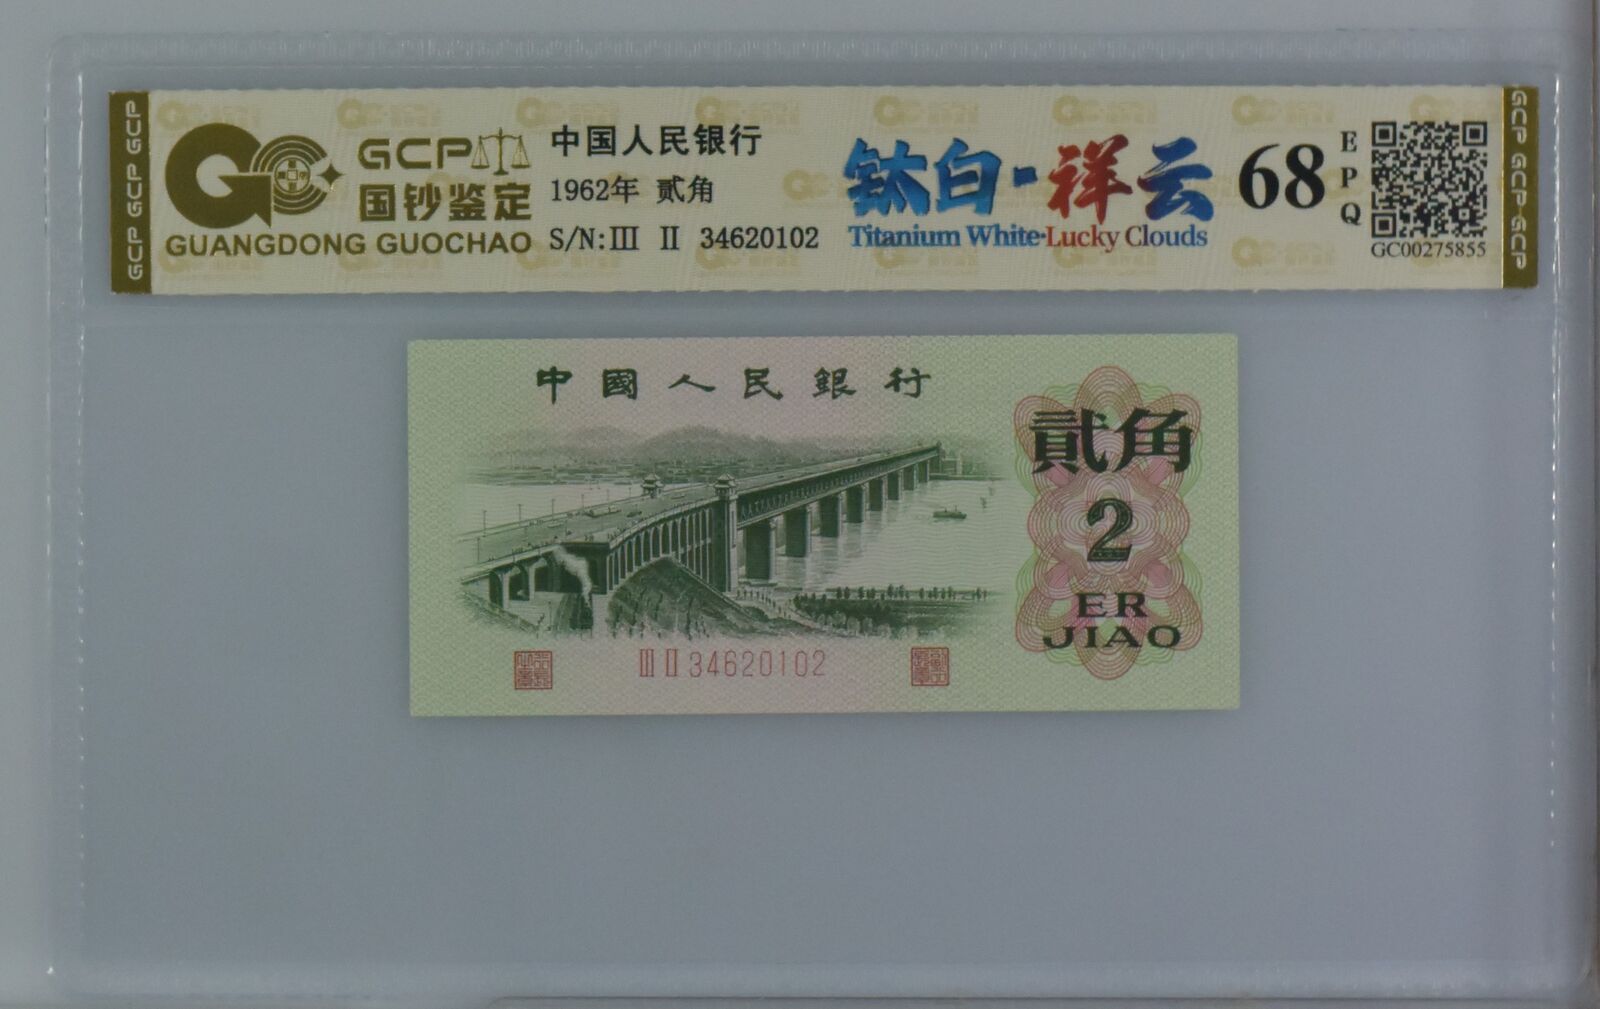 GCP GCP GCP
GCP
国钞鉴定
GUANGDONG GUOCHAO
中国人民银行
1962年 贰角
S/N:III II 34620102
钛白·祥云
Titanium White·Lucky Clouds
68
EPQ
GC00275855
GCP GCP GCP
中國人民銀行
貳角
2
ER
JIAO
III II 34620102